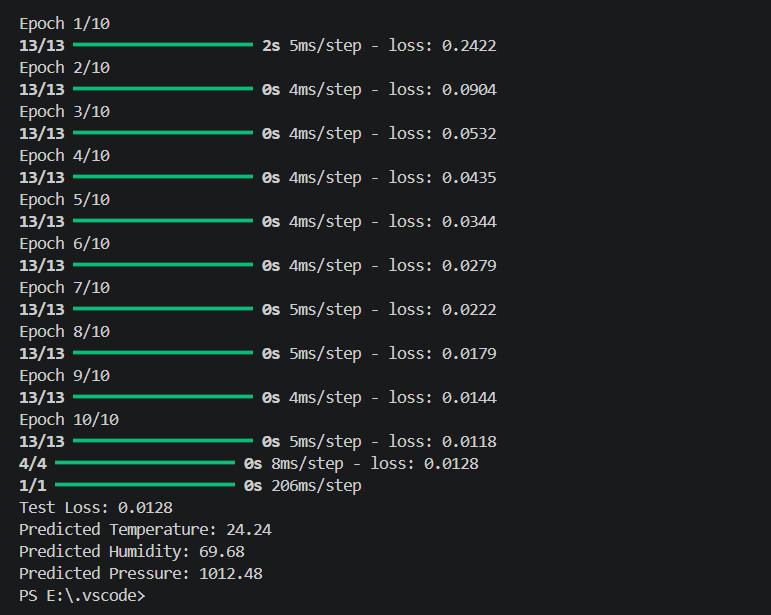 Epoch 1/10
13/13 2s 5ms/step - loss: 0.2422
Epoch 2/10
13/13 0s 4ms/step - loss: 0.0904
Epoch 3/10
13/13 0s 4ms/step - loss: 0.0532
Epoch 4/10
13/13 0s 4ms/step - loss: 0.0435
Epoch 5/10
13/13 0s 4ms/step - loss: 0.0344
Epoch 6/10
13/13 0s 4ms/step - loss: 0.0279
Epoch 7/10
13/13 0s 5ms/step - loss: 0.0222
Epoch 8/10
13/13 0s 5ms/step - loss: 0.0179
Epoch 9/10
13/13 0s 4ms/step - loss: 0.0144
Epoch 10/10
13/13 0s 5ms/step - loss: 0.0118
4/4 0s 8ms/step - loss: 0.0128
1/1 0s 206ms/step
Test Loss: 0.0128
Predicted Temperature: 24.24
Predicted Humidity: 69.68
Predicted Pressure: 1012.48
PS E:\.vscode>